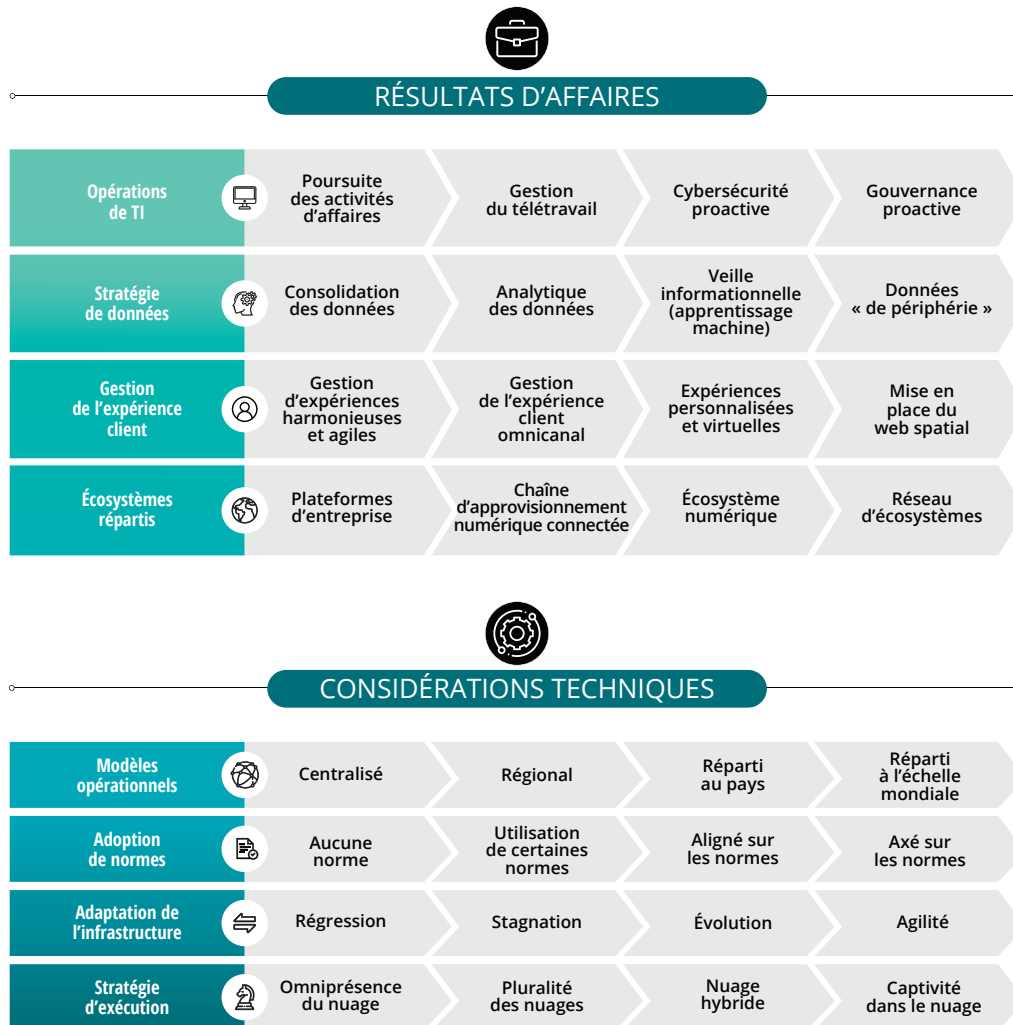 RÉSULTATS D’AFFAIRES
Opérations
de TI
Poursuite
des activités
d’affaires
Gestion
du télétravail
Cybersécurité
proactive
Gouvernance
proactive
Stratégie
de données
Consolidation
des données
Analytique
des données
Veille
informationnelle
(apprentissage
machine)
Données
« de périphérie »
Gestion
de l’expérience
client
Gestion
d’expériences
harmonieuses
et agiles
Gestion
de l’expérience
client
omnicanal
Expériences
personnalisées
et virtuelles
Mise en
place du
web spatial
Écosystèmes
répartis
Plateformes
d’entreprise
Chaîne
d’approvisionnement
numérique connectée
Écosystème
numérique
Réseau
d’écosystèmes
CONSIDÉRATIONS TECHNIQUES
Modèles
opérationnels
Centralisé
Régional
Réparti
au pays
Réparti
à l’échelle
mondiale
Adoption
de normes
Aucune
norme
Utilisation
de certaines
normes
Aligné sur
les normes
Axé sur
les normes
Adaptation de
l’infrastructure
Régression
Stagnation
Évolution
Agilité
Stratégie
d’exécution
Omniprésence
du nuage
Pluralité
des nuages
Nuage
hybride
Captivité
dans le nuage